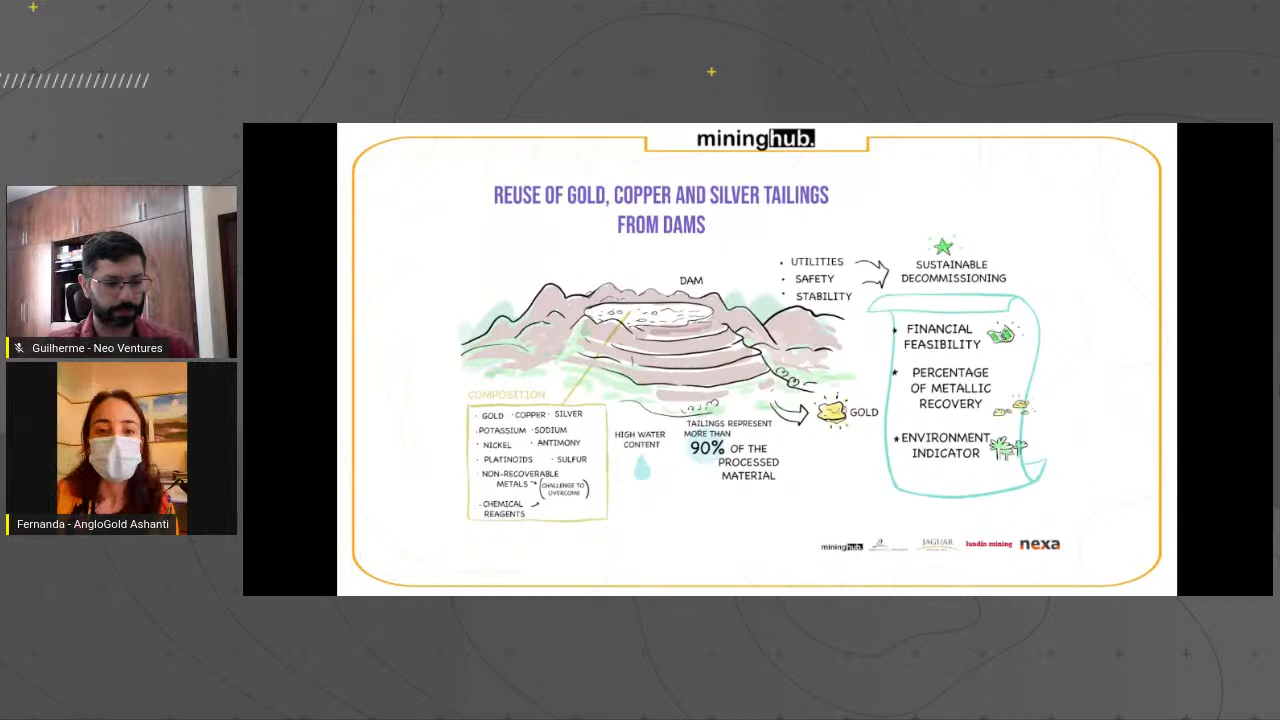 mininghub.
REUSE OF GOLD, COPPER AND SILVER TAILINGS
FROM DAMS
DAM
· UTILITIES
· SAFETY
· STABILITY
SUSTAINABLE
DECOMMISSIONING
* FINANCIAL
FEASIBILITY
* PERCENTAGE
OF METALLIC
RECOVERY
* ENVIRONMENT
INDICATOR
COMPOSITION
· GOLD · COPPER · SILVER
· POTASSIUM · SODIUM
· NICKEL · ANTIMONY
· PLATINOIDS · SULFUR
· NON-RECOVERABLE
METALS
(CHALLENGE TO
OVERCOME)
· CHEMICAL
REAGENTS
HIGH WATER
CONTENT
TAILINGS REPRESENT
MORE THAN
90% OF THE
PROCESSED
MATERIAL
GOLD
mininghub.
JAGUAR
lundin mining
nexa
Guilherme - Neo Ventures
Fernanda - AngloGold Ashanti